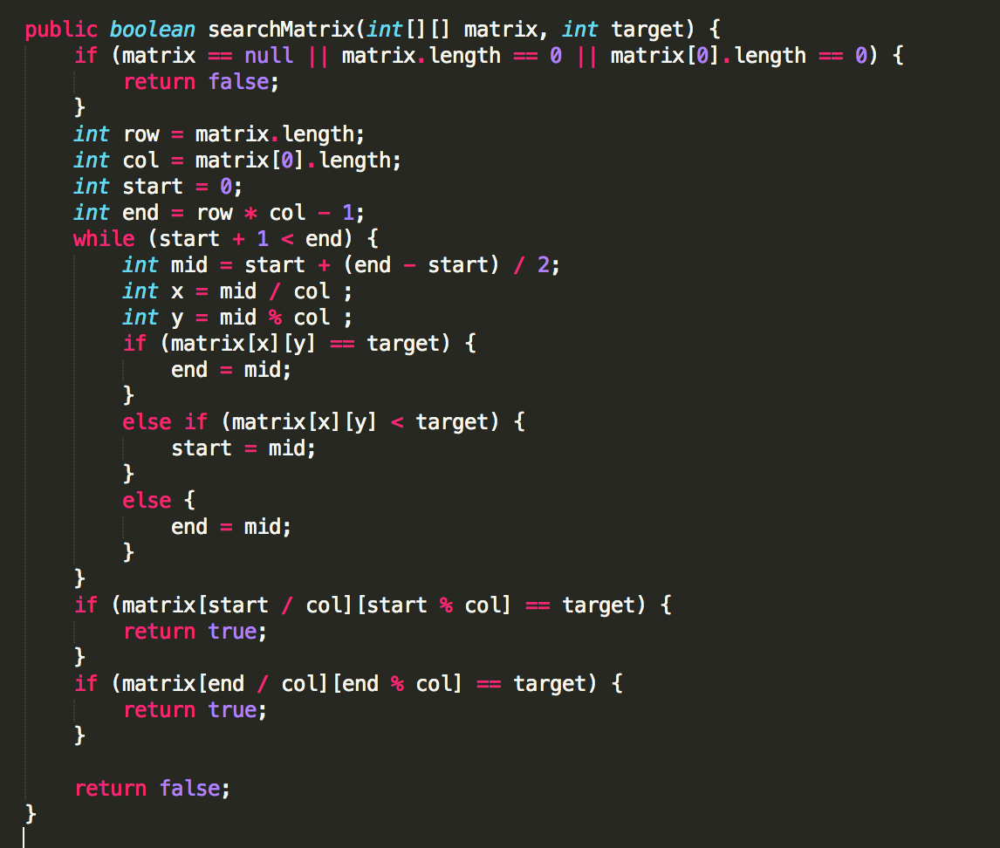 public boolean searchMatrix(int[][] matrix, int target) {
    if (matrix == null || matrix.length == 0 || matrix[0].length == 0) {
        return false;
    }
    int row = matrix.length;
    int col = matrix[0].length;
    int start = 0;
    int end = row * col - 1;
    while (start + 1 < end) {
        int mid = start + (end - start) / 2;
        int x = mid / col ;
        int y = mid % col ;
        if (matrix[x][y] == target) {
            end = mid;
        }
        else if (matrix[x][y] < target) {
            start = mid;
        }
        else {
            end = mid;
        }
    }
    if (matrix[start / col][start % col] == target) {
        return true;
    }
    if (matrix[end / col][end % col] == target) {
        return true;
    }

    return false;
}